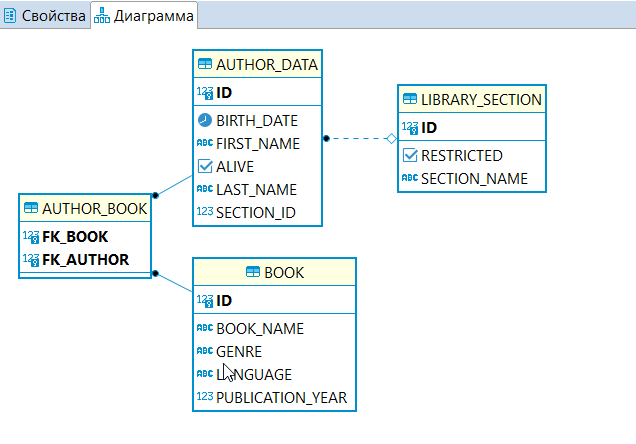 Свойства
Диаграмма
AUTHOR_DATA
123 ID
BIRTH_DATE
ABC FIRST_NAME
ALIVE
ABC LAST_NAME
123 SECTION_ID
LIBRARY_SECTION
123 ID
RESTRICTED
ABC SECTION_NAME
AUTHOR_BOOK
123 FK_BOOK
123 FK_AUTHOR
BOOK
123 ID
ABC BOOK_NAME
ABC GENRE
ABC LANGUAGE
123 PUBLICATION_YEAR